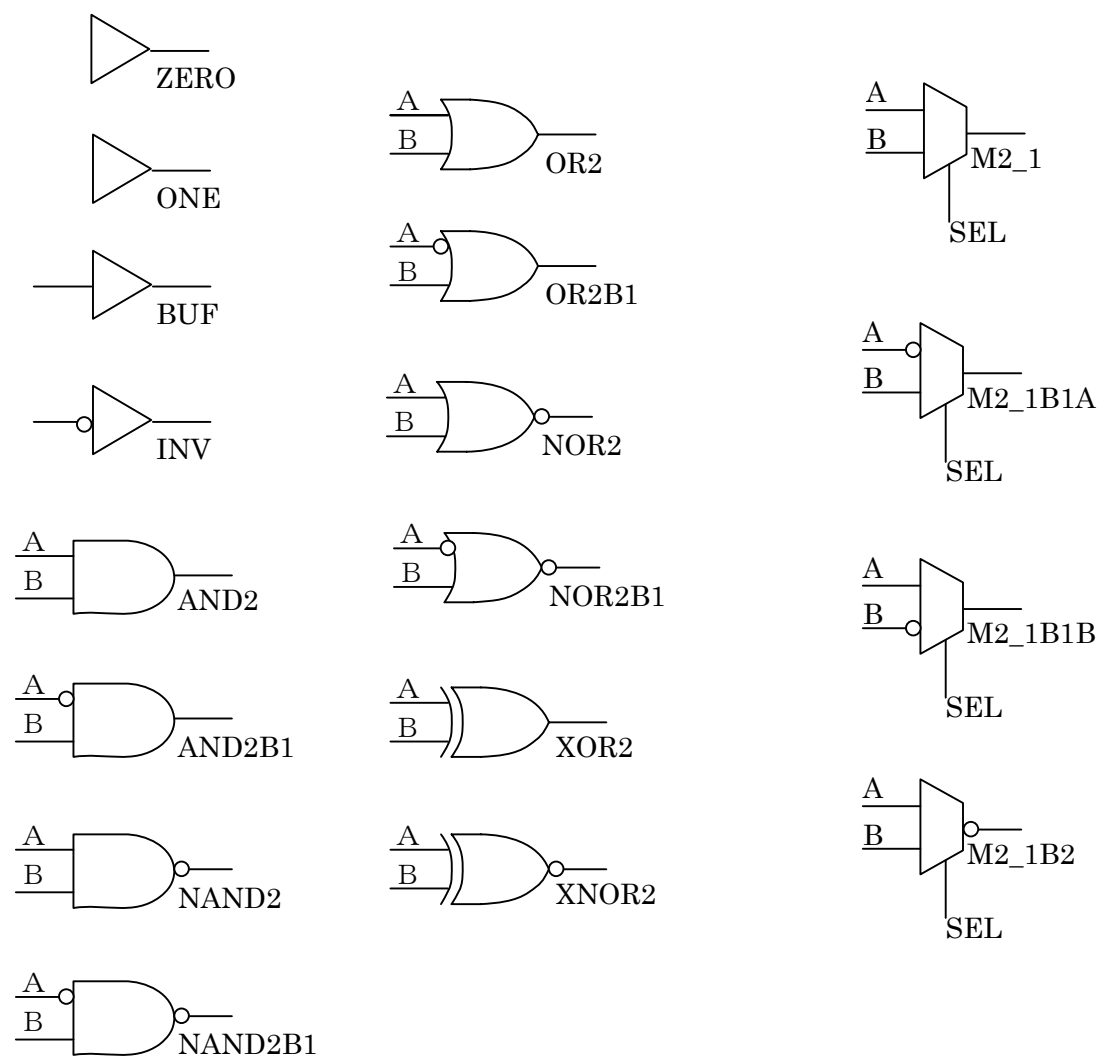 ZERO
ONE
BUF
INV
A
B
AND2
A
B
AND2B1
A
B
NAND2
A
B
NAND2B1
A
B
OR2
A
B
OR2B1
A
B
NOR2
A
B
NOR2B1
A
B
XOR2
A
B
XNOR2
A
B
M2_1
SEL
A
B
M2_1B1A
SEL
A
B
M2_1B1B
SEL
A
B
M2_1B2
SEL